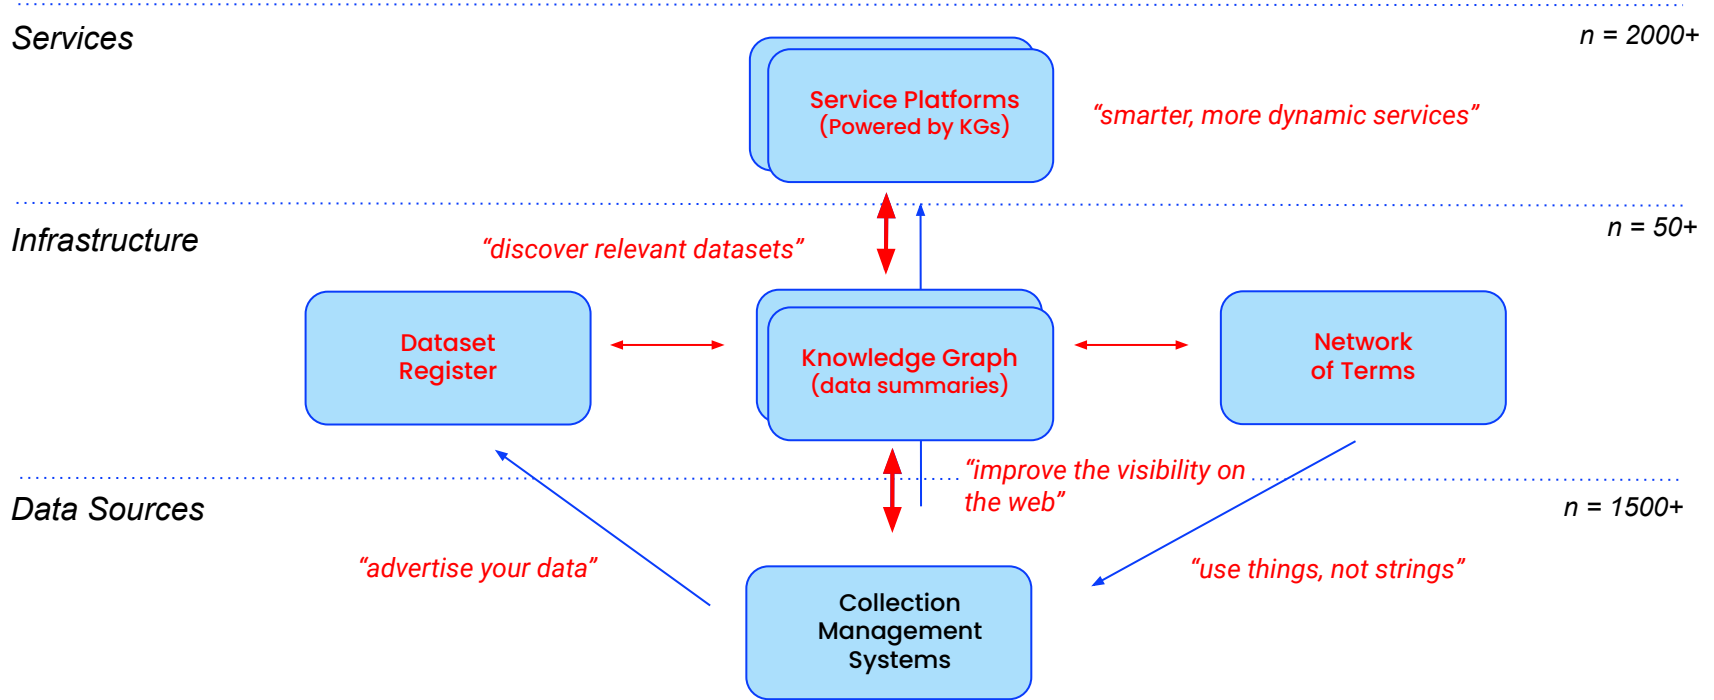 Services
n = 2000+
Service Platforms
(Powered by KGs)
“smarter, more dynamic services”
Infrastructure
n = 50+
“discover relevant datasets”
Dataset
Register
Knowledge Graph
(data summaries)
Network
of Terms
“improve the visibility on
the web”
Data Sources
n = 1500+
“advertise your data”
“use things, not strings”
Collection
Management
Systems